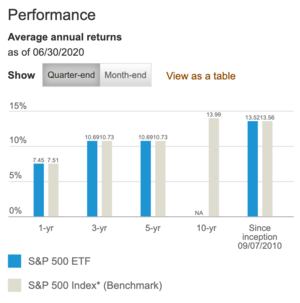 Performance
Average annual returns
as of 06/30/2020
Show Quarter-end Month-end View as a table
15%
10%
5%
0%
7.45 7.51
10.69 10.73
10.69 10.73
NA 13.99
13.52 13.56
1-yr 3-yr 5-yr 10-yr Since
inception
09/07/2010
S&P 500 ETF
S&P 500 Index* (Benchmark)